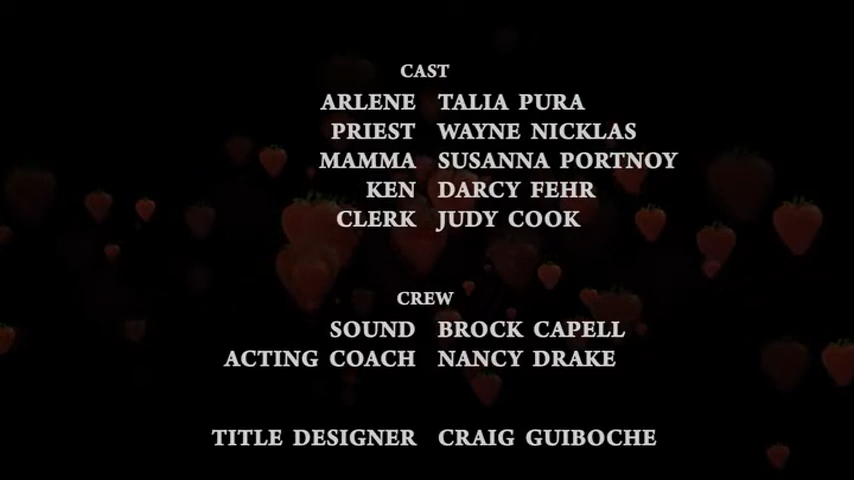 CAST
ARLENE TALIA PURA
PRIEST WAYNE NICKLAS
MAMMA SUSANNA PORTNOY
KEN DARCY FEHR
CLERK JUDY COOK
CREW
SOUND BROCK CAPELL
ACTING COACH NANCY DRAKE
TITLE DESIGNER CRAIG GUIBOCHE